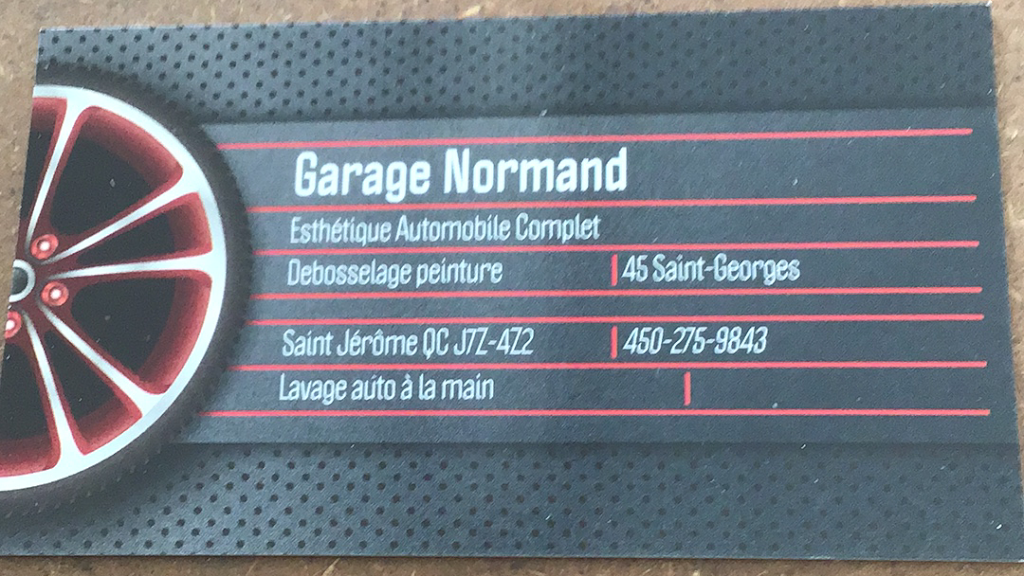 Garage Normand
Esthétique Automobile Complet
Debosselage peinture | 45 Saint-Georges
Saint Jérôme QC J7Z-4Z2 | 450-275-9843
Lavage auto à la main |